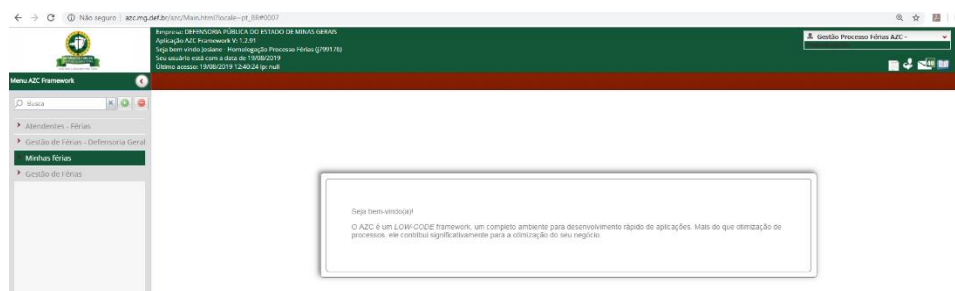 Não seguro | azc.mg.def.br/azc/Main.html?locale=pt_BR#0007
Empresa: DEFENSORIA PÚBLICA DO ESTADO DE MINAS GERAIS
Aplicação AZC Framework V: 1.2.91
Seja bem vindo Josiane - Homologação Processo Férias (J799176)
Seu usuário está com a data de 19/08/2019
Último acesso: 19/08/2019 12:40:24 Ip: null
Gestão Processo Férias AZC -
Menu AZC Framework
Busca
Atendentes - Férias
Gestão de Férias - Defensoria Geral
Minhas férias
Gestão de Férias
Seja bem-vindo(a)!
O AZC é um LOW-CODE framework, um completo ambiente para desenvolvimento rápido de aplicações. Mais do que otimização de
processos, ele contibui significativamente para a otimização do seu negócio